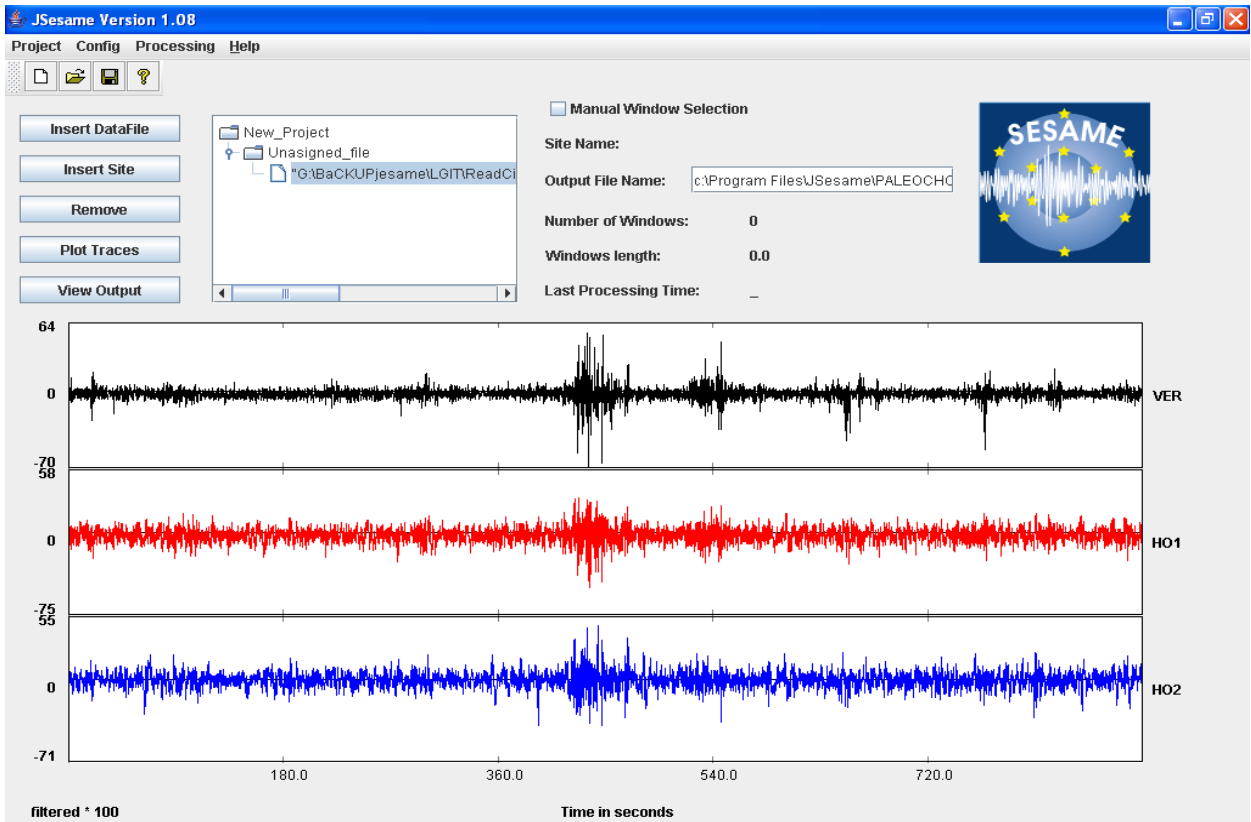 JSesame Version 1.08
Project Config Processing Help
Insert DataFile
Insert Site
Remove
Plot Traces
View Output
New_Project
Unasigned_file
"G:\BaCKUPjesame\LGIT\ReadCi
Manual Window Selection
Site Name:
Output File Name: c:\Program Files\JSesame\PALEOCHO
Number of Windows: 0
Windows length: 0.0
Last Processing Time: _
SESAME
64
0
-70
VER
58
0
-75
HO1
55
0
-71
HO2
180.0 360.0 540.0 720.0
filtered * 100 Time in seconds